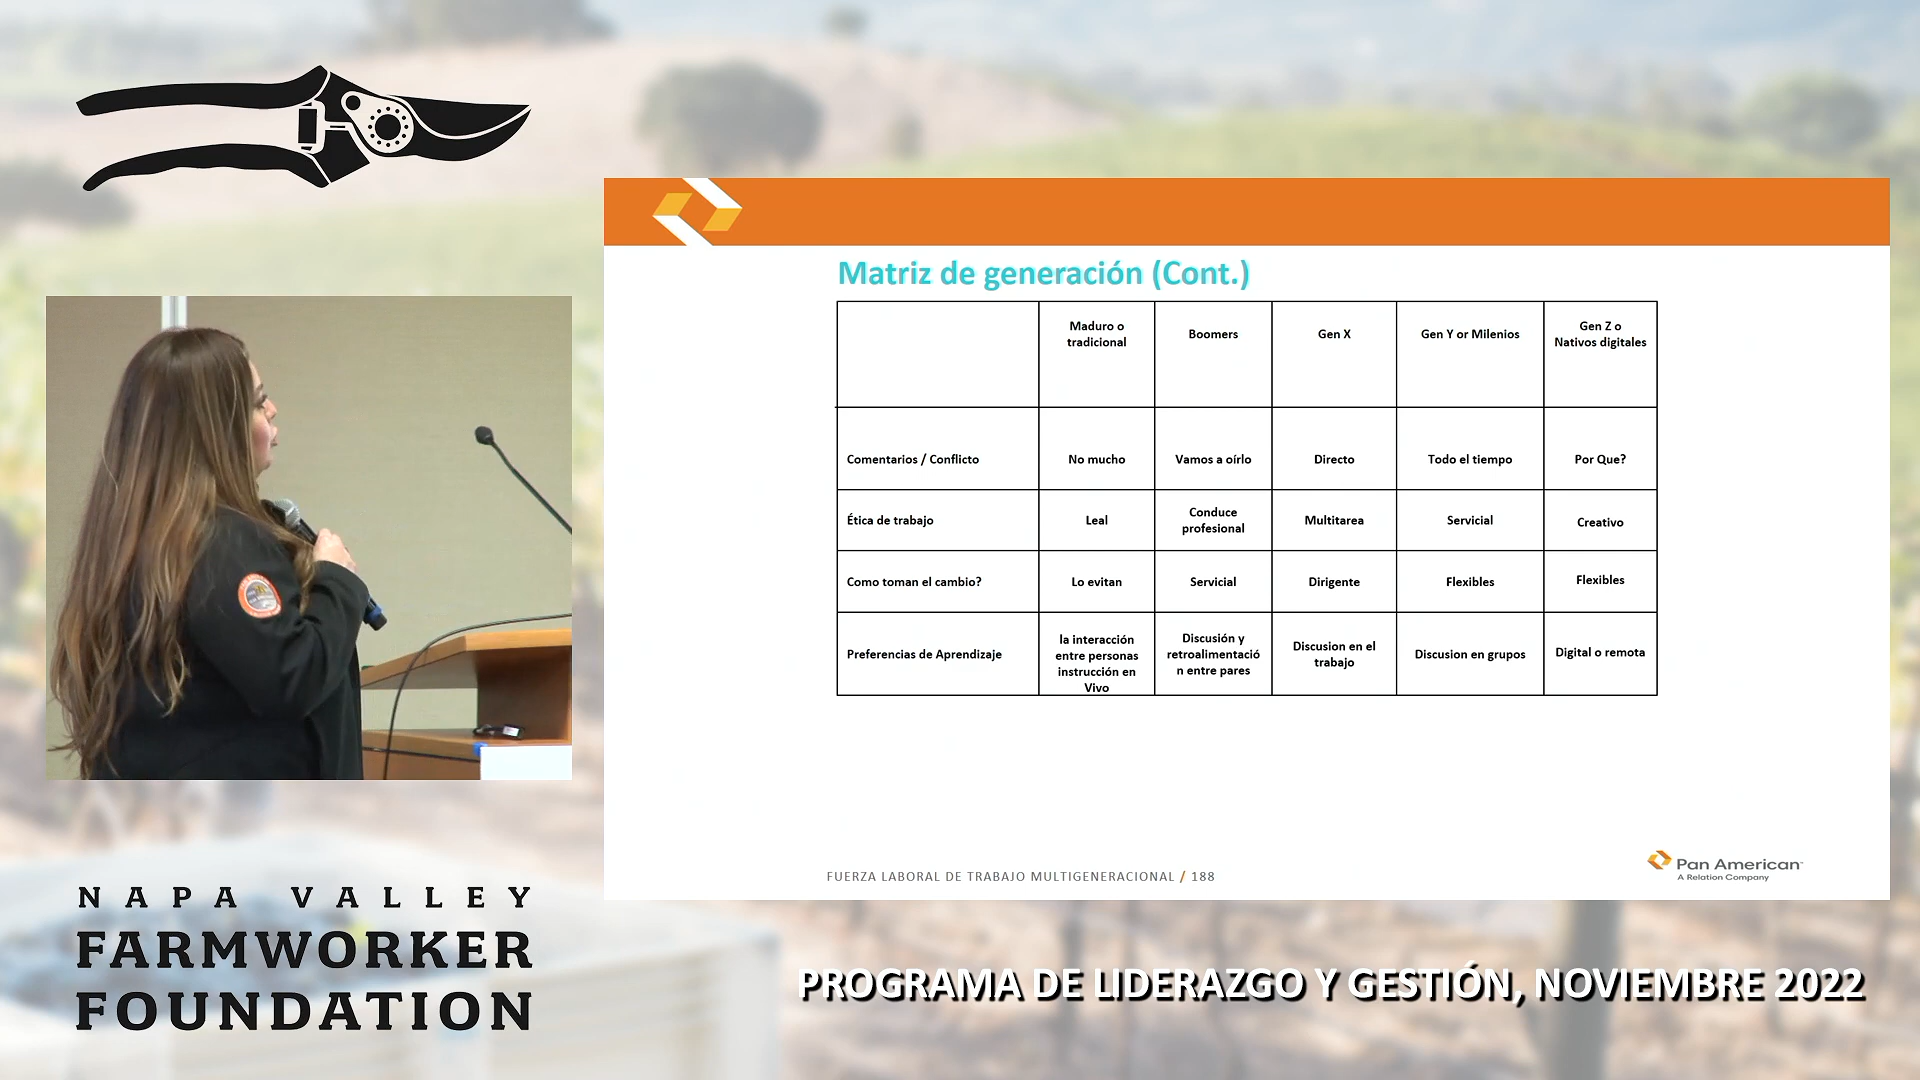 Matriz de generación (Cont.)
Maduro o
tradicional
Boomers
Gen X
Gen Y or Milenios
Gen Z o
Nativos digitales
Comentarios / Conflicto
No mucho
Vamos a oírlo
Directo
Todo el tiempo
Por Que?
Ética de trabajo
Leal
Conduce
profesional
Multitarea
Servicial
Creativo
Como toman el cambio?
Lo evitan
Servicial
Dirigente
Flexibles
Flexibles
Preferencias de Aprendizaje
la interacción
entre personas
instrucción en
Vivo
Discusión y
retroalimentació
n entre pares
Discusion en el
trabajo
Discusion en grupos
Digital o remota
FUERZA LABORAL DE TRABAJO MULTIGENERACIONAL / 188
Pan American
A Relation Company
NAPA VALLEY
FARMWORKER
FOUNDATION
PROGRAMA DE LIDERAZGO Y GESTIÓN, NOVIEMBRE 2022